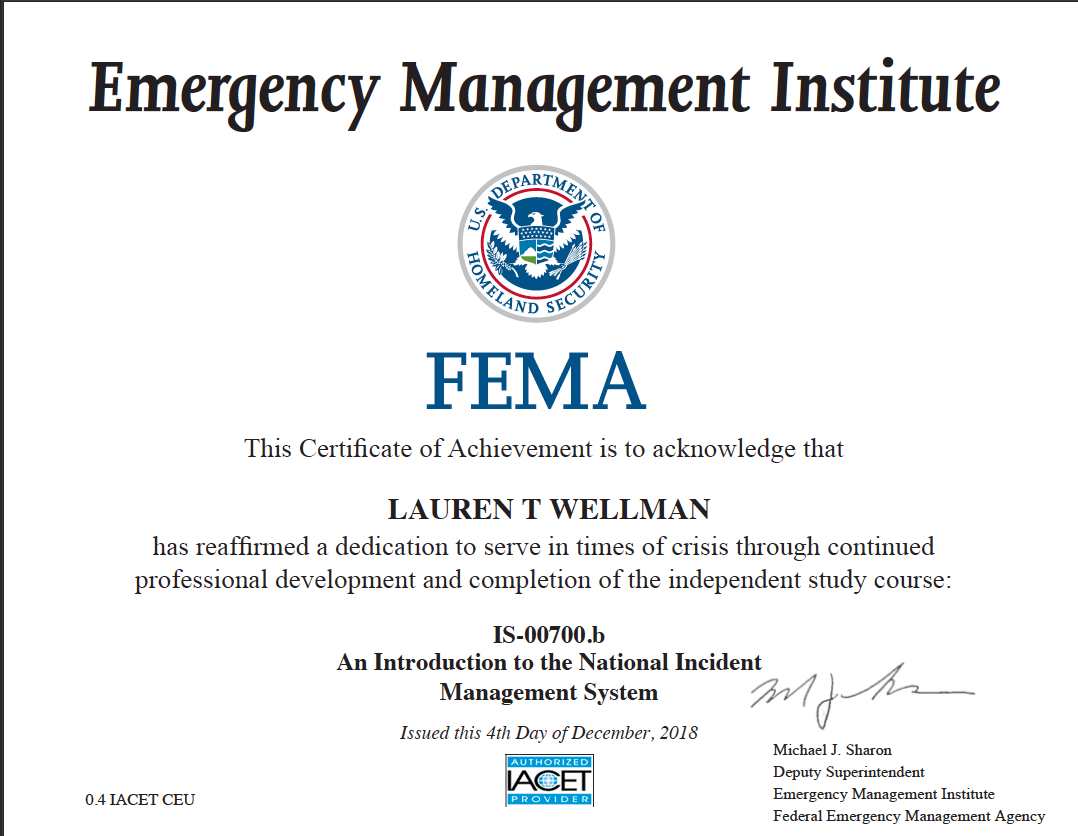 Emergency Management Institute
U.S. DEPARTMENT OF
HOMELAND SECURITY
FEMA
This Certificate of Achievement is to acknowledge that
LAUREN T WELLMAN
has reaffirmed a dedication to serve in times of crisis through continued
professional development and completion of the independent study course:
IS-00700.b
An Introduction to the National Incident
Management System
Issued this 4th Day of December, 2018
AUTHORIZED
IACET
PROVIDER
0.4 IACET CEU
Michael J. Sharon
Deputy Superintendent
Emergency Management Institute
Federal Emergency Management Agency